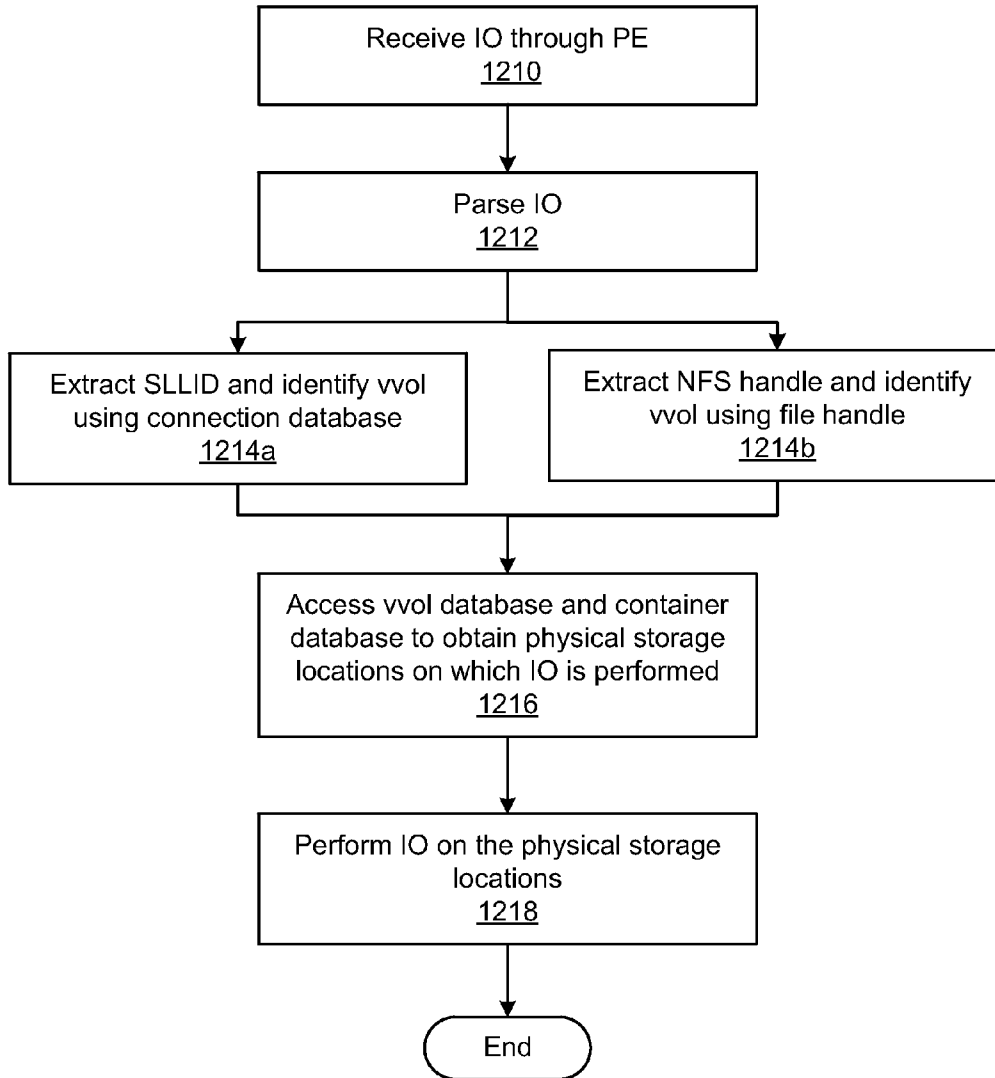 Receive IO through PE
1210
Parse IO
1212
Extract SLLID and identify vvol
using connection database
1214a
Extract NFS handle and identify
vvol using file handle
1214b
Access vvol database and container
database to obtain physical storage
locations on which IO is performed
1216
Perform IO on the physical storage
locations
1218
End